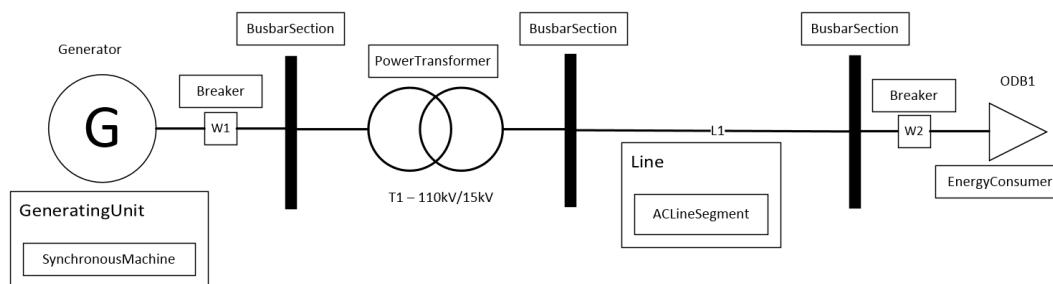 BusbarSection
BusbarSection
BusbarSection
Generator
PowerTransformer
Breaker
Breaker
ODB1
G
W1
L1
W2
Line
EnergyConsumer
T1 – 110kV/15kV
GeneratingUnit
ACLineSegment
SynchronousMachine